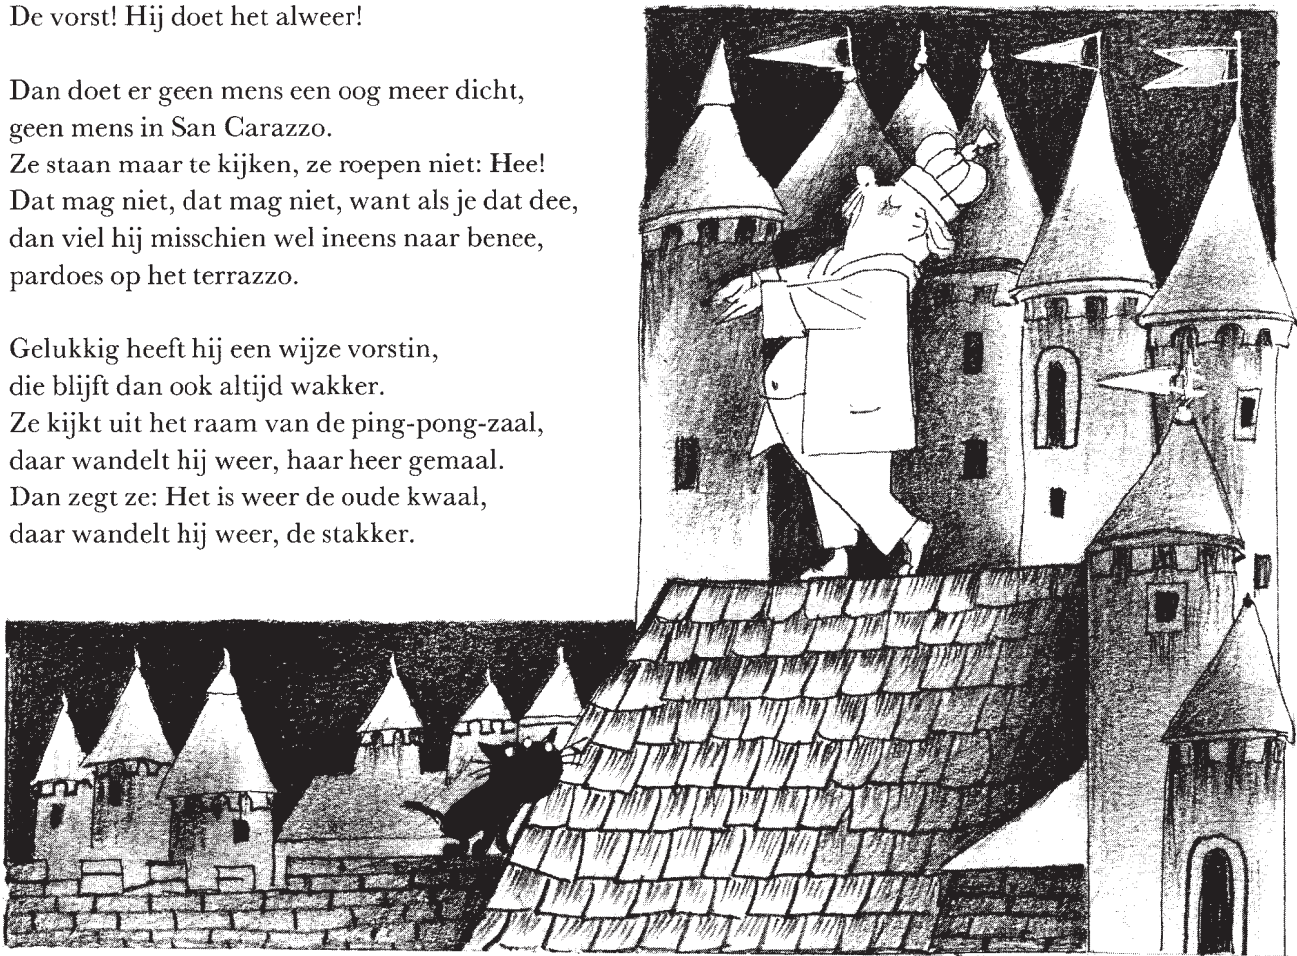 De vorst! Hij doet het alweer!
Dan doet er geen mens een oog meer dicht,
geen mens in San Carazzo.
Ze staan maar te kijken, ze roepen niet: Hee!
Dat mag niet, dat mag niet, want als je dat dee,
dan viel hij misschien wel ineens naar benee,
pardoes op het terrazzo.
Gelukkig heeft hij een wijze vorstin,
die blijft dan ook altijd wakker.
Ze kijkt uit het raam van de ping-pong-zaal,
daar wandelt hij weer, haar heer gemaal.
Dan zegt ze: Het is weer de oude kwaal,
daar wandelt hij weer, de stakker.